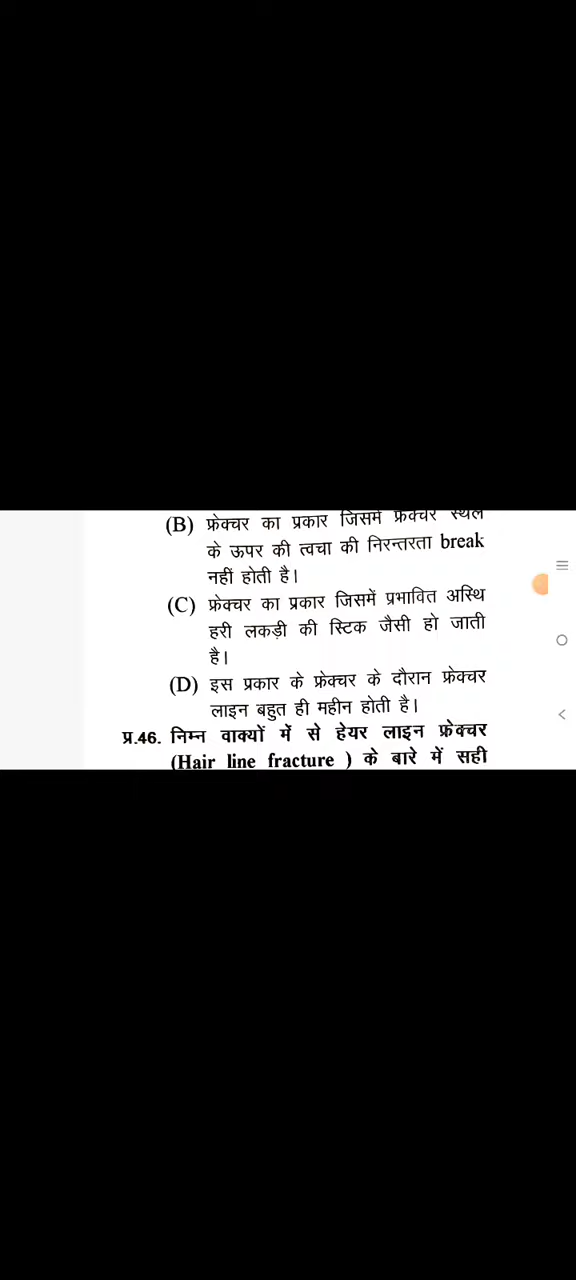 (B) फ्रेक्चर का प्रकार जिसमें फ्रेक्चर स्थल
के ऊपर की त्वचा की निरन्तरता break
नहीं होती है।
(C) फ्रेक्चर का प्रकार जिसमें प्रभावित अस्थि
हरी लकड़ी की स्टिक जैसी हो जाती
है।
(D) इस प्रकार के फ्रेक्चर के दौरान फ्रेक्चर
लाइन बहुत ही महीन होती है।
प्र.46. निम्न वाक्यों में से हेयर लाइन फ्रेक्चर
(Hair line fracture ) के बारे में सही